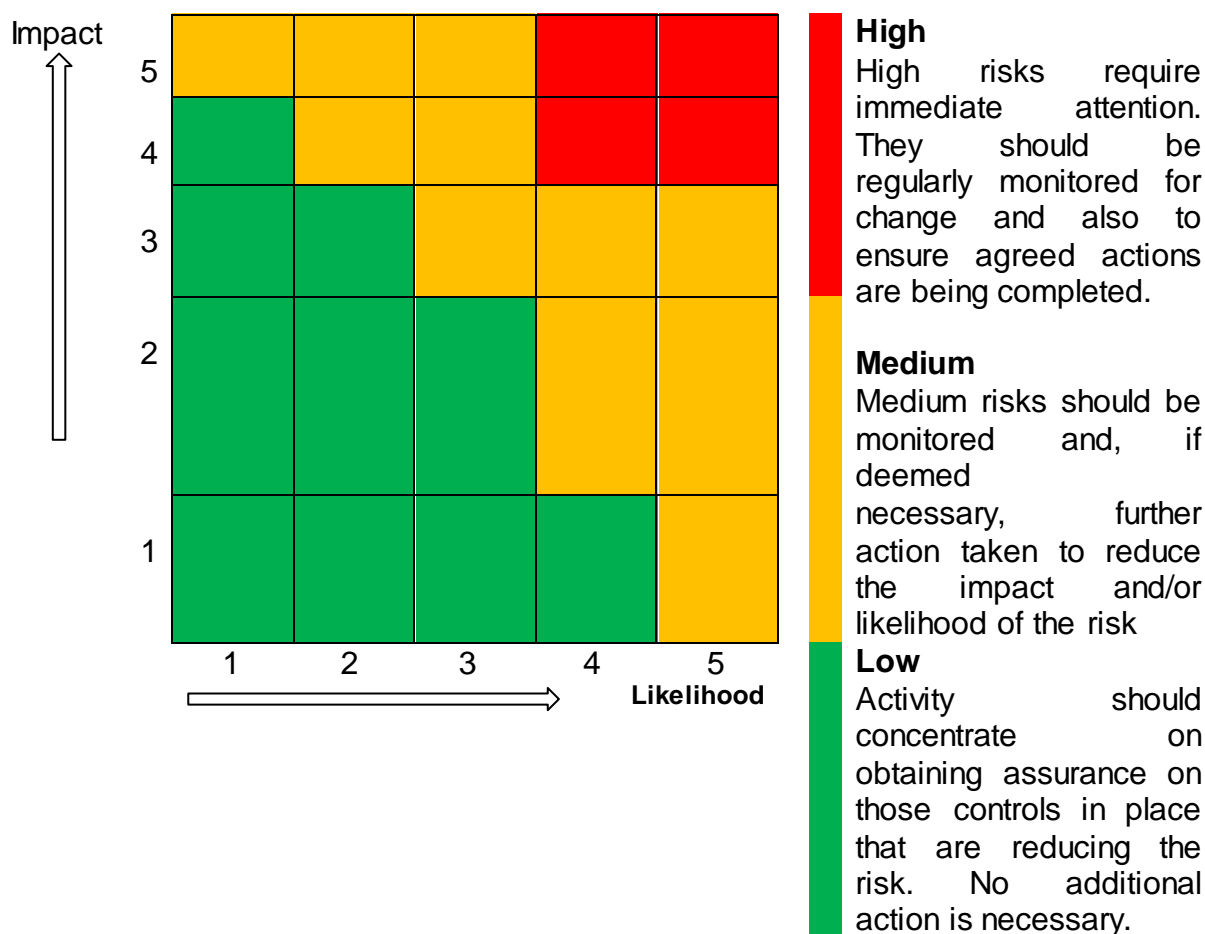 Impact
5
4
3
2
1
1 2 3 4 5
Likelihood
High
High risks require
immediate attention.
They should be
regularly monitored for
change and also to
ensure agreed actions
are being completed.
Medium
Medium risks should be
monitored and, if
deemed
necessary, further
action taken to reduce
the impact and/or
likelihood of the risk
Low
Activity should
concentrate on
obtaining assurance on
those controls in place
that are reducing the
risk. No additional
action is necessary.